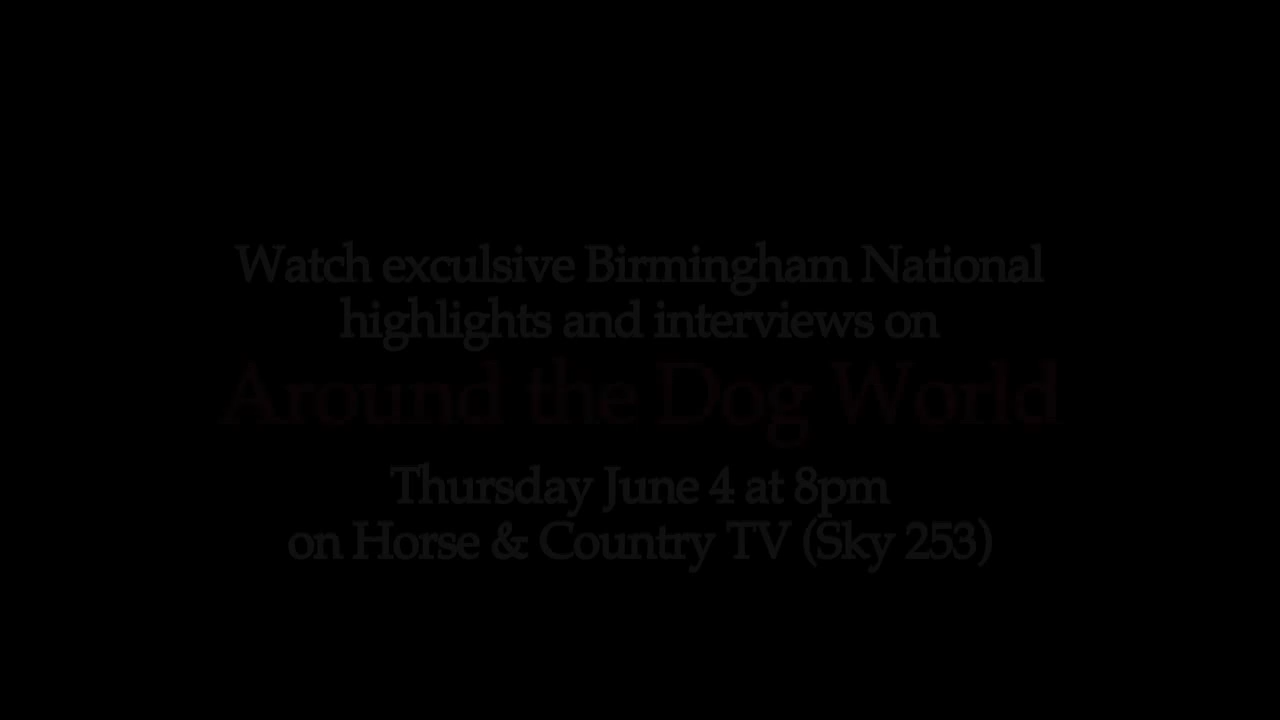 Watch exculsive Birmingham National
highlights and interviews on
Around the Dog World
Thursday June 4 at 8pm
on Horse & Country TV (Sky 253)